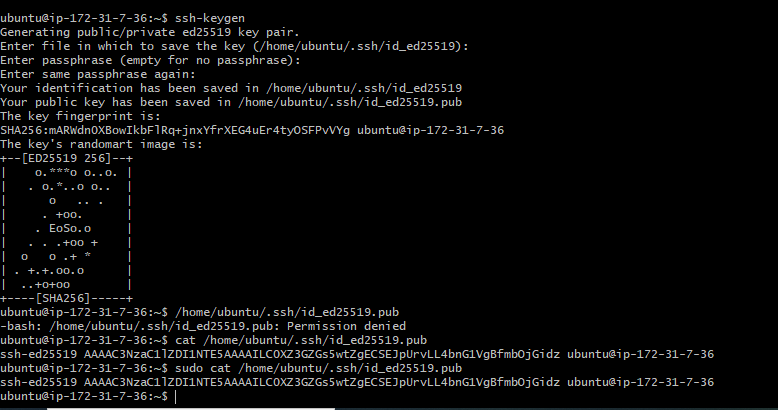 ubuntu@ip-172-31-7-36:~$ ssh-keygen
Generating public/private ed25519 key pair.
Enter file in which to save the key (/home/ubuntu/.ssh/id_ed25519):
Enter passphrase (empty for no passphrase):
Enter same passphrase again:
Your identification has been saved in /home/ubuntu/.ssh/id_ed25519
Your public key has been saved in /home/ubuntu/.ssh/id_ed25519.pub
The key fingerprint is:
SHA256:mARWdnOXBowIkbFlRq+jnxYfrXEG4uEr4tyOSFPvVYg ubuntu@ip-172-31-7-36
The key's randomart image is:
+--[ED25519 256]--+
|    o.***o o..o. |
|   . o.*..o o..  |
|      o   .. .   |
|     . +oo.      |
|    . EoSo.o     |
|   . . .+oo +    |
|  o   o .+ *     |
| . +.+.oo.o      |
|  ..+o+oo        |
+----[SHA256]-----+
ubuntu@ip-172-31-7-36:~$ /home/ubuntu/.ssh/id_ed25519.pub
-bash: /home/ubuntu/.ssh/id_ed25519.pub: Permission denied
ubuntu@ip-172-31-7-36:~$ cat /home/ubuntu/.ssh/id_ed25519.pub
ssh-ed25519 AAAAC3NzaC1lZDI1NTE5AAAAILCOXZ3GZGs5wtZgECSEJpUrvLL4bnG1VgBfmbOjGidz ubuntu@ip-172-31-7-36
ubuntu@ip-172-31-7-36:~$ sudo cat /home/ubuntu/.ssh/id_ed25519.pub
ssh-ed25519 AAAAC3NzaC1lZDI1NTE5AAAAILCOXZ3GZGs5wtZgECSEJpUrvLL4bnG1VgBfmbOjGidz ubuntu@ip-172-31-7-36
ubuntu@ip-172-31-7-36:~$